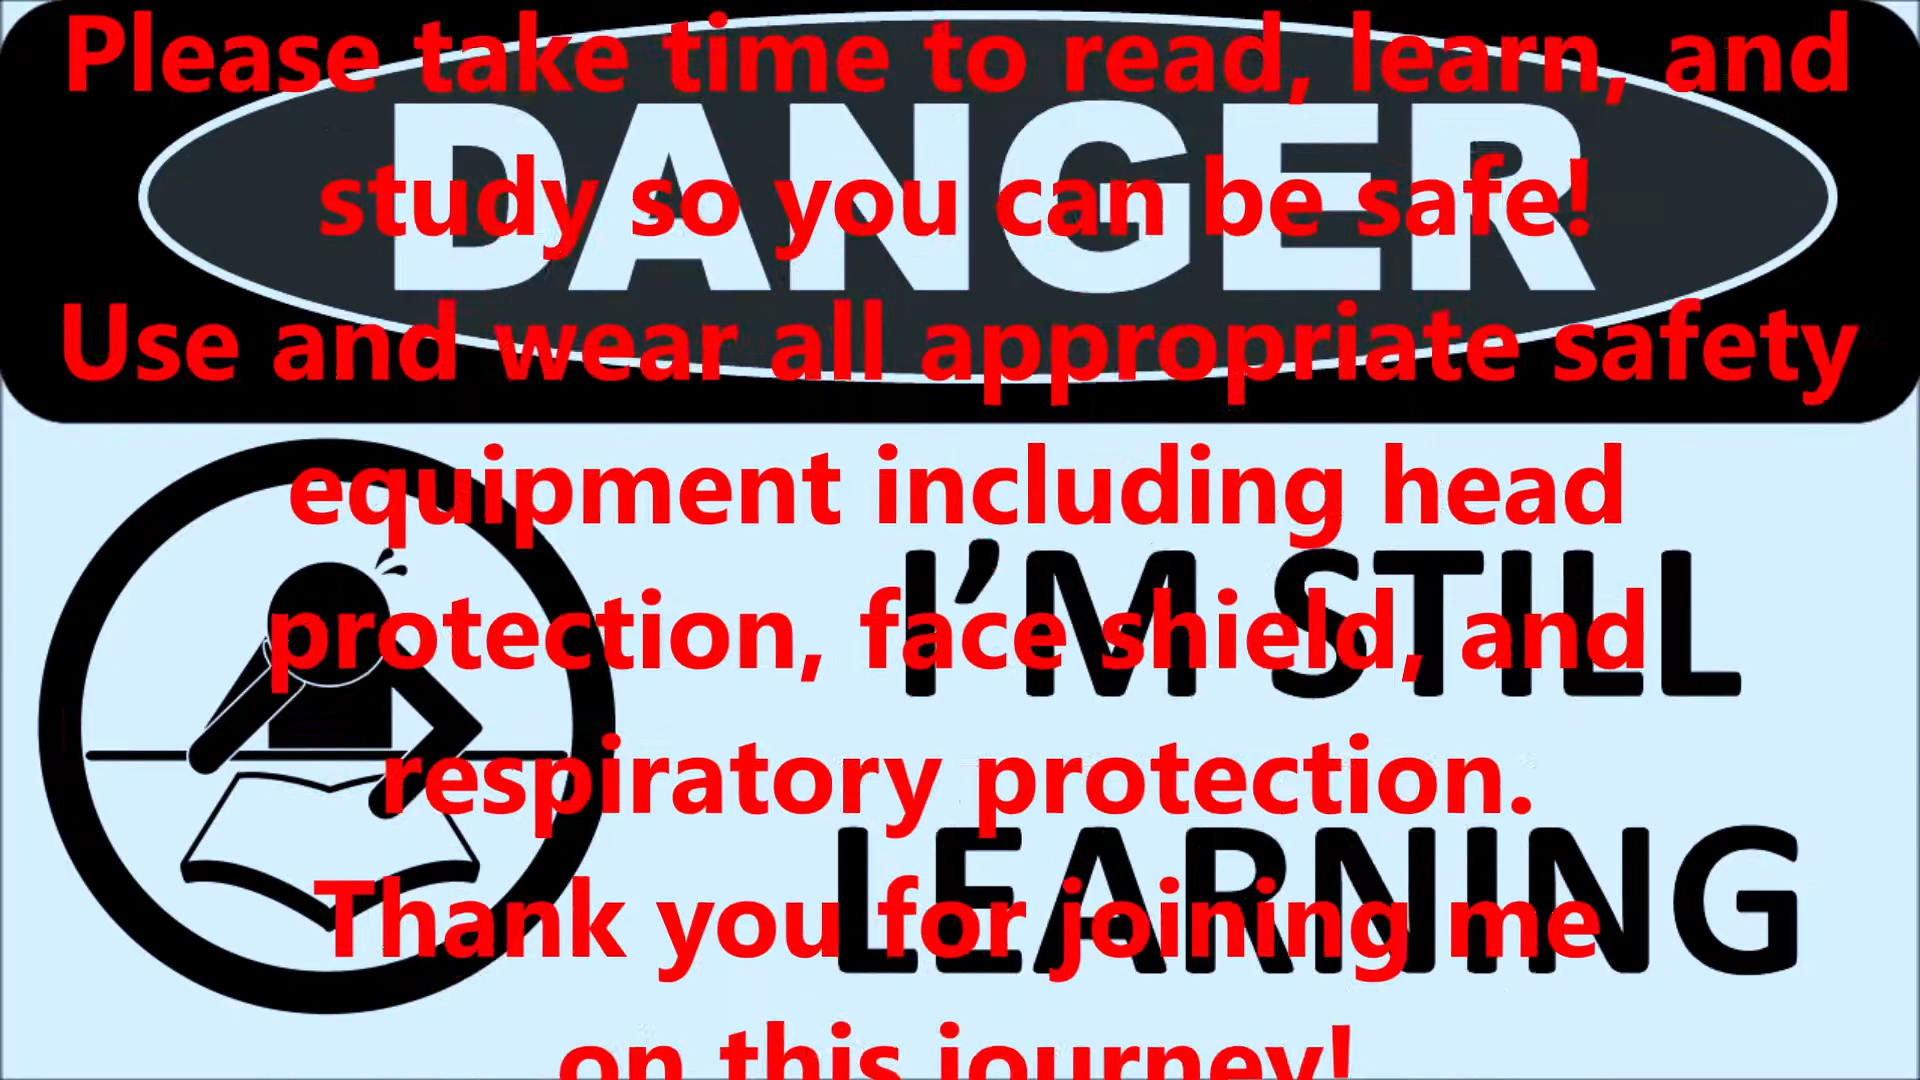 Please take time to read, learn, and
DANGER
study so you can be safe!
Use and wear all appropriate safety
equipment including head
I'M STILL
protection, face shield, and
respiratory protection.
LEARNING
Thank you for joining me
on this journey!